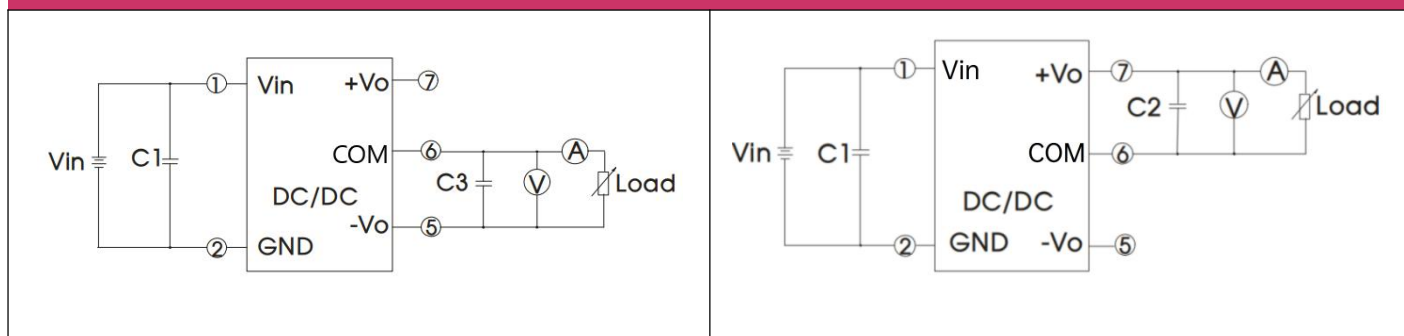 ① Vin +Vo ⑦
Vin C1 COM ⑥ A
C3 V Load
DC/DC
-Vo ⑤
② GND
① Vin +Vo ⑦ A
C2 V Load
Vin C1 COM ⑥
DC/DC
② GND -Vo ⑤